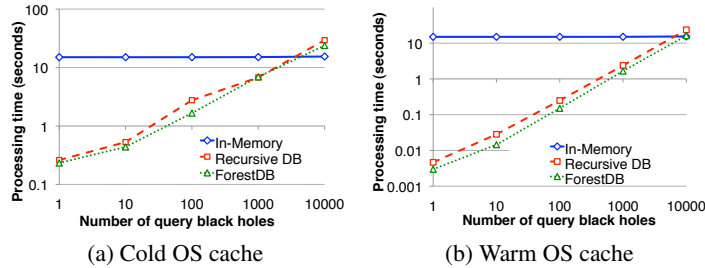 100
10
1
0.1
Processing time (seconds)
In-Memory
Recursive DB
ForestDB
1 10 100 1000 10000
Number of query black holes
(a) Cold OS cache
10
1
0.1
0.01
0.001
Processing time (seconds)
In-Memory
Recursive DB
ForestDB
1 10 100 1000 10000
Number of query black holes
(b) Warm OS cache